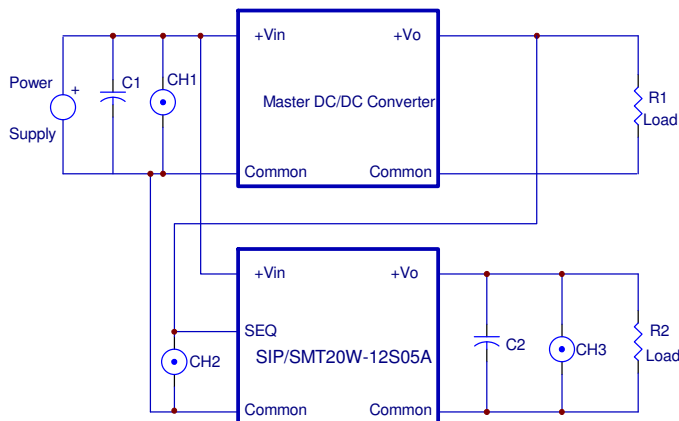 +Vin
+Vo
Power
+
C1
CH1
Master DC/DC Converter
R1
Load
Supply
Common
Common
+Vin
+Vo
SEQ
SIP/SMT20W-12S05A
CH2
C2
CH3
R2
Load
Common
Common